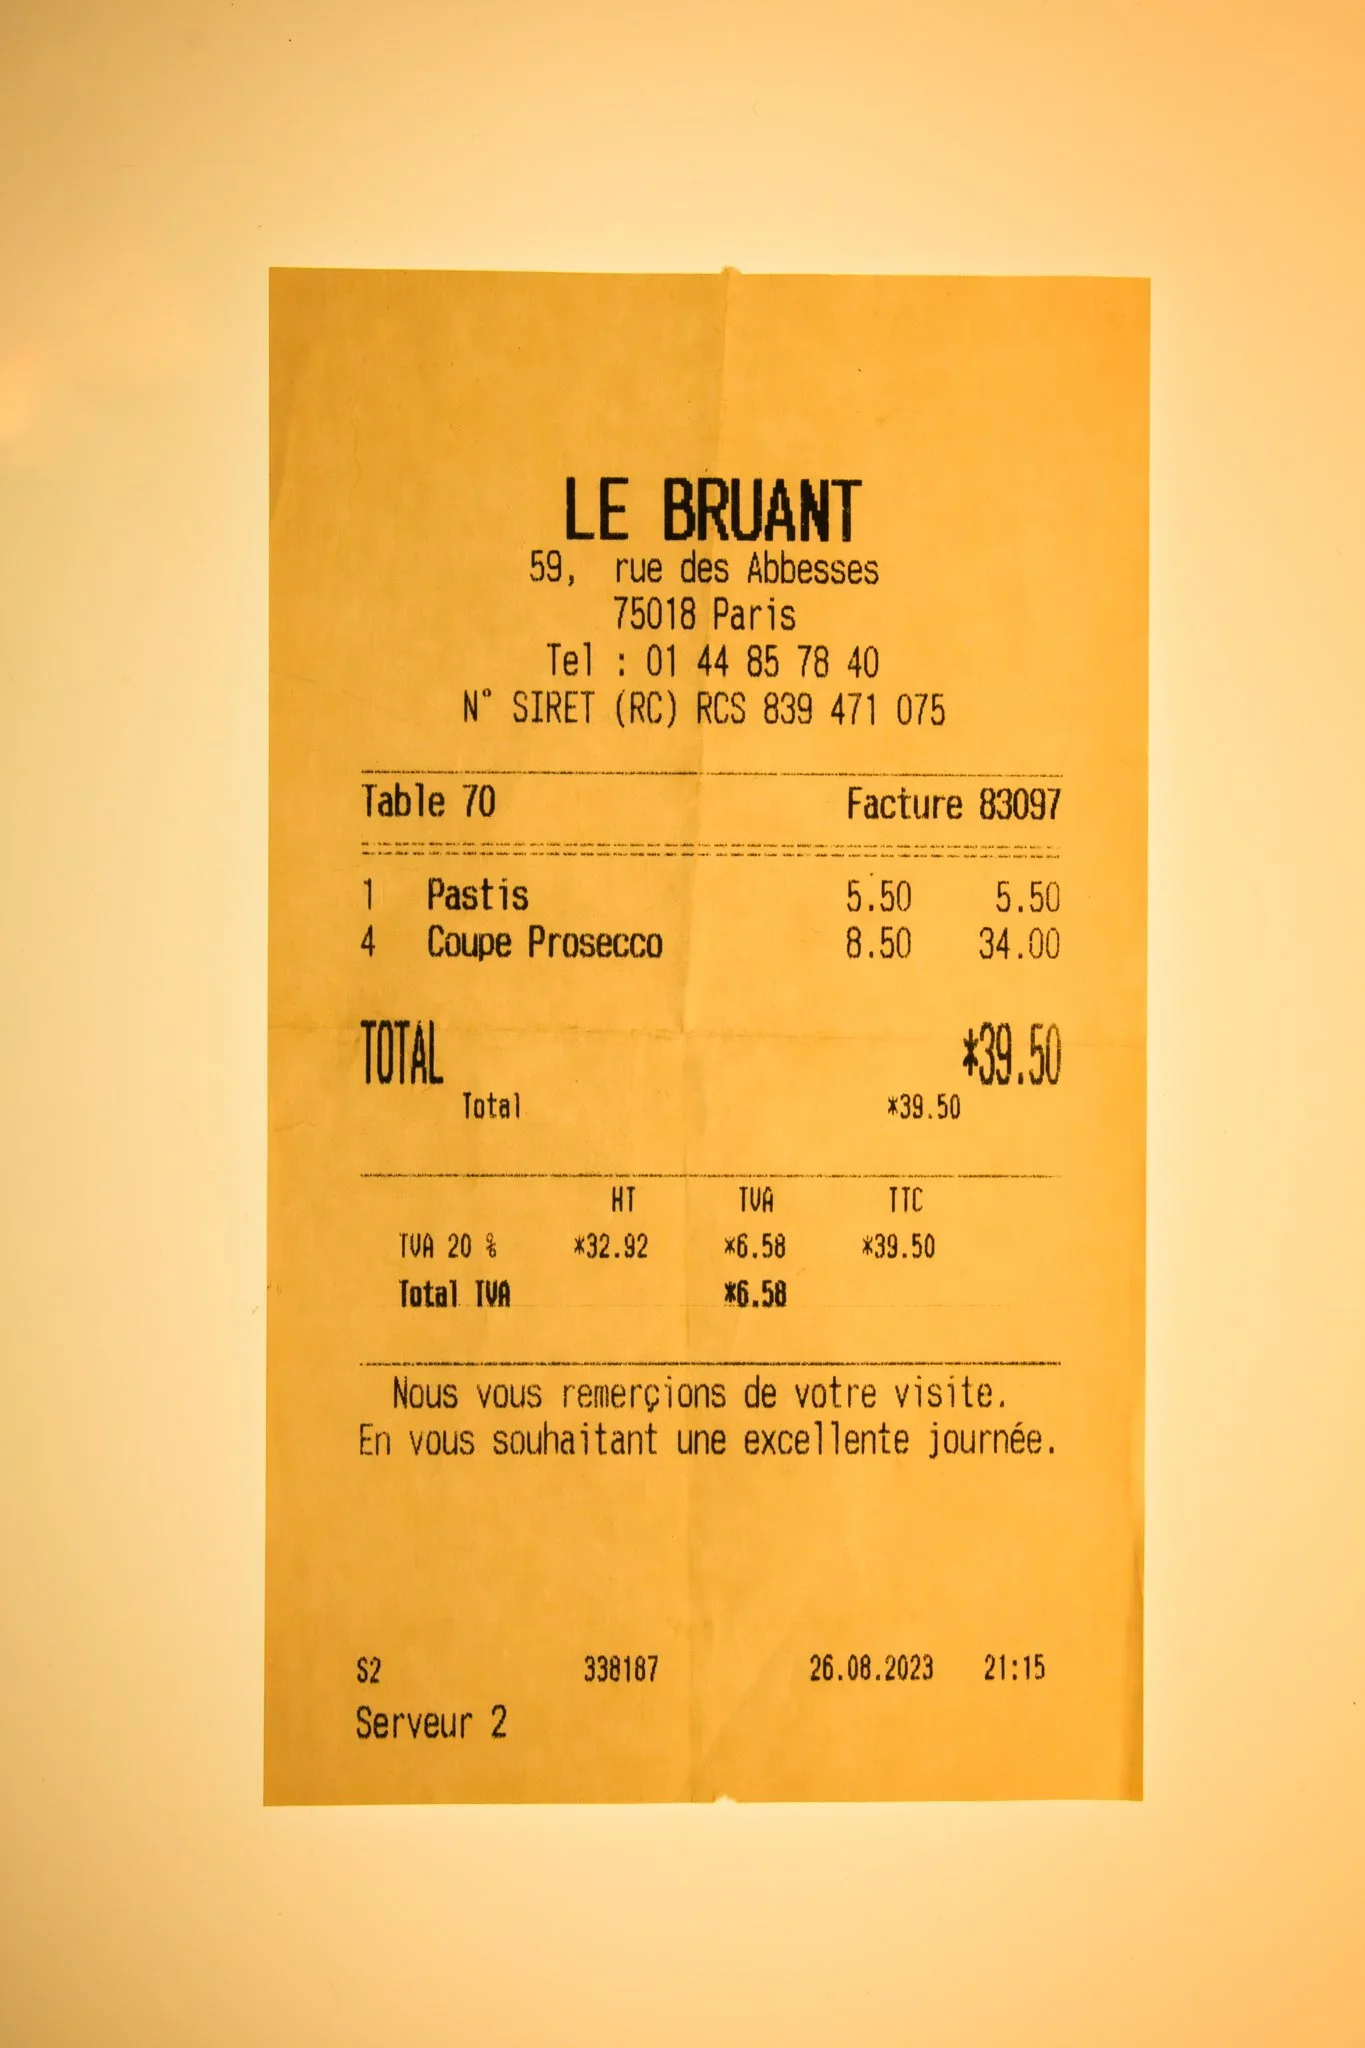 LE BRUANT
59, rue des Abbesses
75018 Paris
Tel : 01 44 85 78 40
N° SIRET (RC) RCS 839 471 075
Table 70 Facture 83097
1 Pastis 5.50 5.50
4 Coupe Prosecco 8.50 34.00
TOTAL *39.50
Total *39.50
HT TVA TTC
TVA 20 % *32.92 *6.58 *39.50
Total TVA *6.58
Nous vous remerçions de votre visite.
En vous souhaitant une excellente journée.
S2 338187 26.08.2023 21:15
Serveur 2